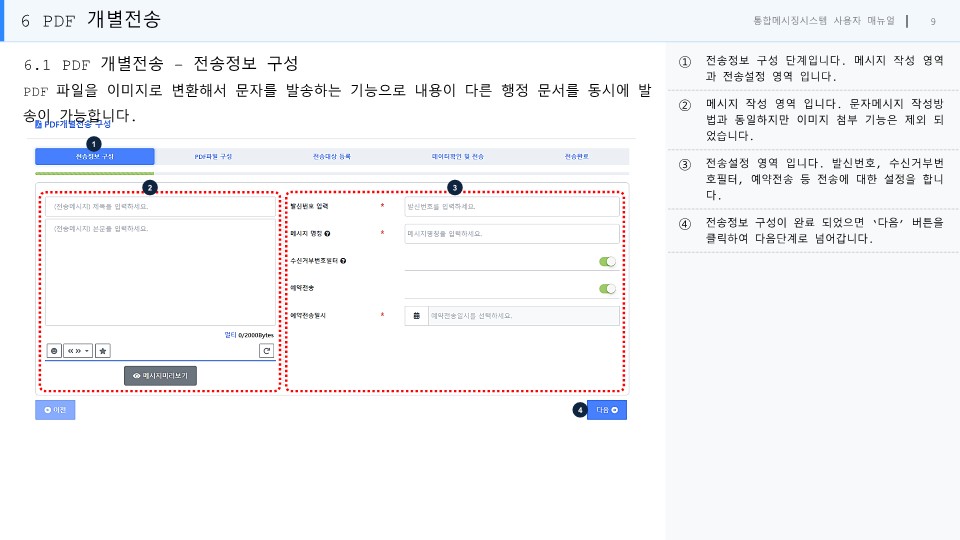 6 PDF 개별전송
통합메시징시스템 사용자 매뉴얼 | 9
6.1 PDF 개별전송 – 전송정보 구성
PDF 파일을 이미지로 변환해서 문자를 발송하는 기능으로 내용이 다른 행정 문서를 동시에 발
송이 가능합니다.
PDF개별전송 구성
1
전송정보 구성
PDF파일 구성
전송대상 등록
데이터확인 및 전송
전송완료
2
3
(전송메시지) 제목을 입력하세요.
(전송메시지) 본문을 입력하세요.
멀티 0/2000Bytes
메시지미리보기
발신번호 입력 *
발신번호를 입력하세요.
메시지 명칭 *
메시지명칭을 입력하세요.
수신거부번호필터
예약전송
예약전송일시 *
예약전송일시를 선택하세요.
이전
4
다음
① 전송정보 구성 단계입니다. 메시지 작성 영역
과 전송설정 영역 입니다.
② 메시지 작성 영역 입니다. 문자메시지 작성방
법과 동일하지만 이미지 첨부 기능은 제외 되
었습니다.
③ 전송설정 영역 입니다. 발신번호, 수신거부번
호필터, 예약전송 등 전송에 대한 설정을 합니
다.
④ 전송정보 구성이 완료 되었으면 ‘다음’ 버튼을
클릭하여 다음단계로 넘어갑니다.